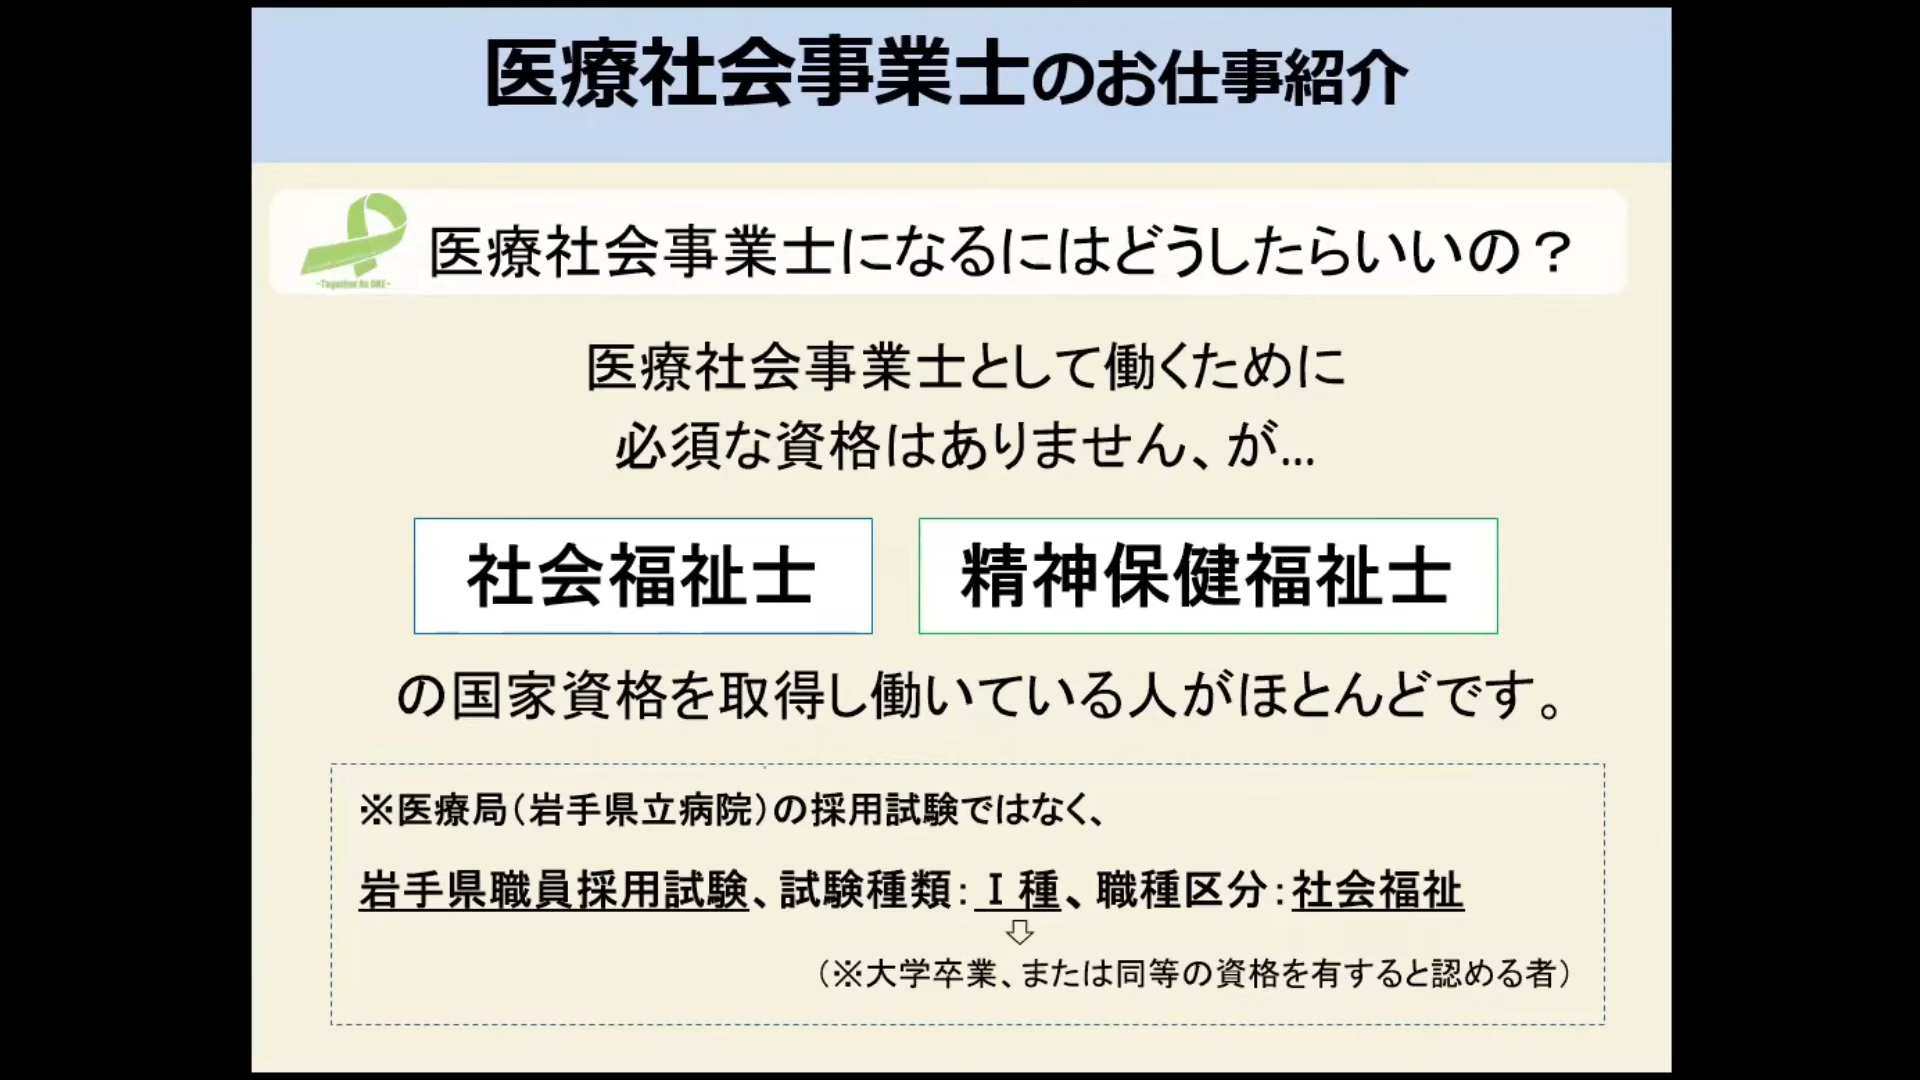 医療社会事業士のお仕事紹介
医療社会事業士になるにはどうしたらいいの？
医療社会事業士として働くために
必須な資格はありません、が…
社会福祉士
精神保健福祉士
の国家資格を取得し働いている人がほとんどです。
※医療局（岩手県立病院）の採用試験ではなく、
岩手県職員採用試験、試験種類：Ⅰ種、職種区分：社会福祉
（※大学卒業、または同等の資格を有すると認める者）